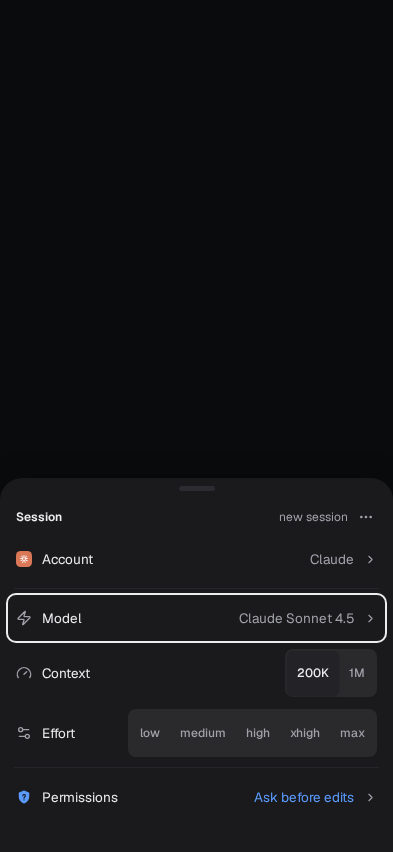 Session new session
Account Claude
Model Claude Sonnet 4.5
Context 200K 1M
Effort low medium high xhigh max
Permissions Ask before edits